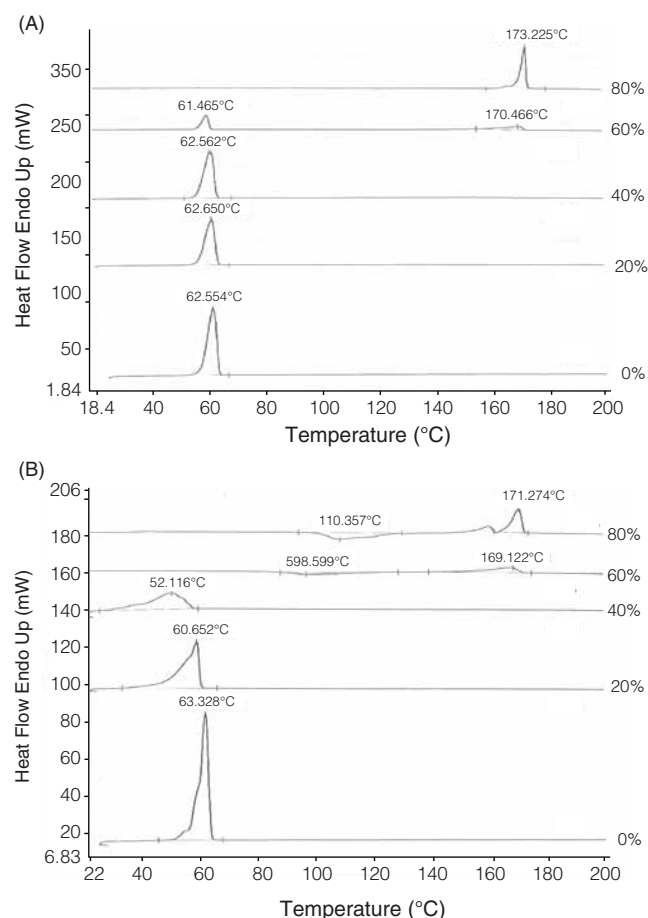 (A)
Heat Flow Endo Up (mW)
350
250
200
150
100
50
1.84
173.225°C
80%
61.465°C
170.466°C
60%
62.562°C
40%
62.650°C
20%
62.554°C
0%
18.4 40 60 80 100 120 140 160 180 200
Temperature (°C)
(B)
Heat Flow Endo Up (mW)
206
180
160
140
120
100
80
60
40
20
6.83
171.274°C
110.357°C
80%
598.599°C
169.122°C
60%
52.116°C
40%
60.652°C
20%
63.328°C
0%
22 40 60 80 100 120 140 160 180 200
Temperature (°C)